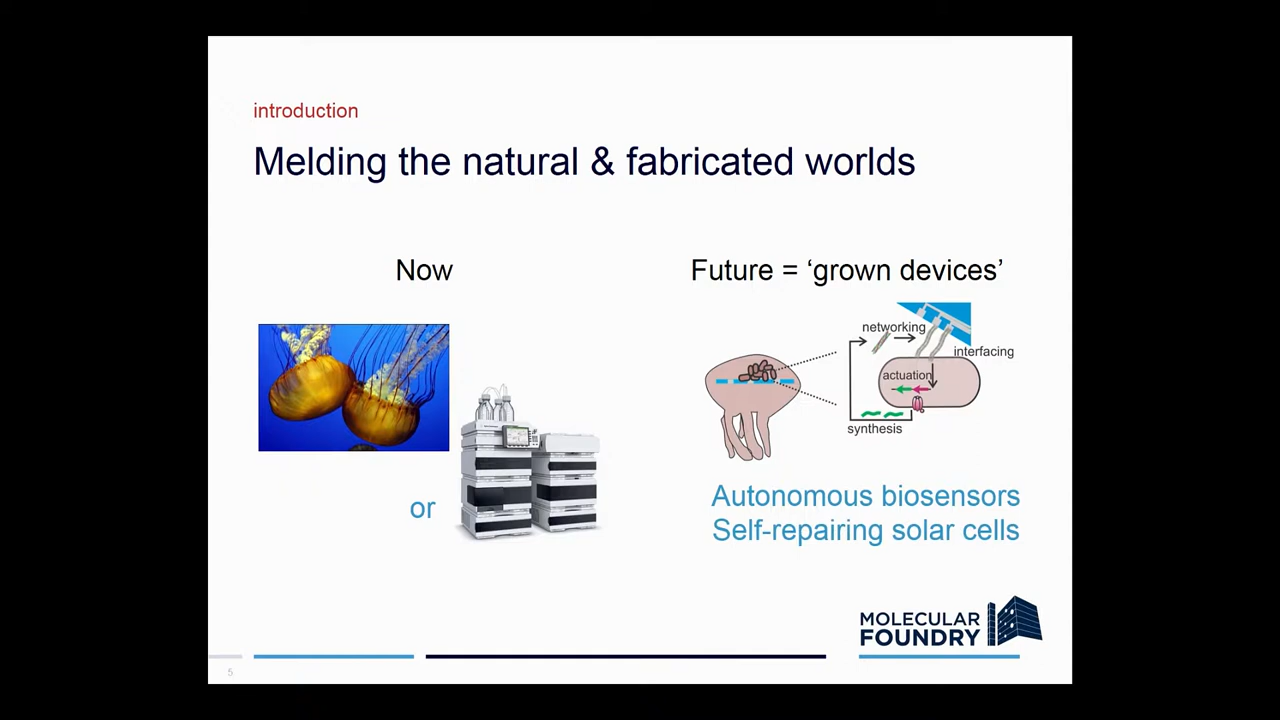 introduction
Melding the natural & fabricated worlds
Now
Future = ‘grown devices’
networking
interfacing
actuation
synthesis
or
Autonomous biosensors
Self-repairing solar cells
MOLECULAR
FOUNDRY
5